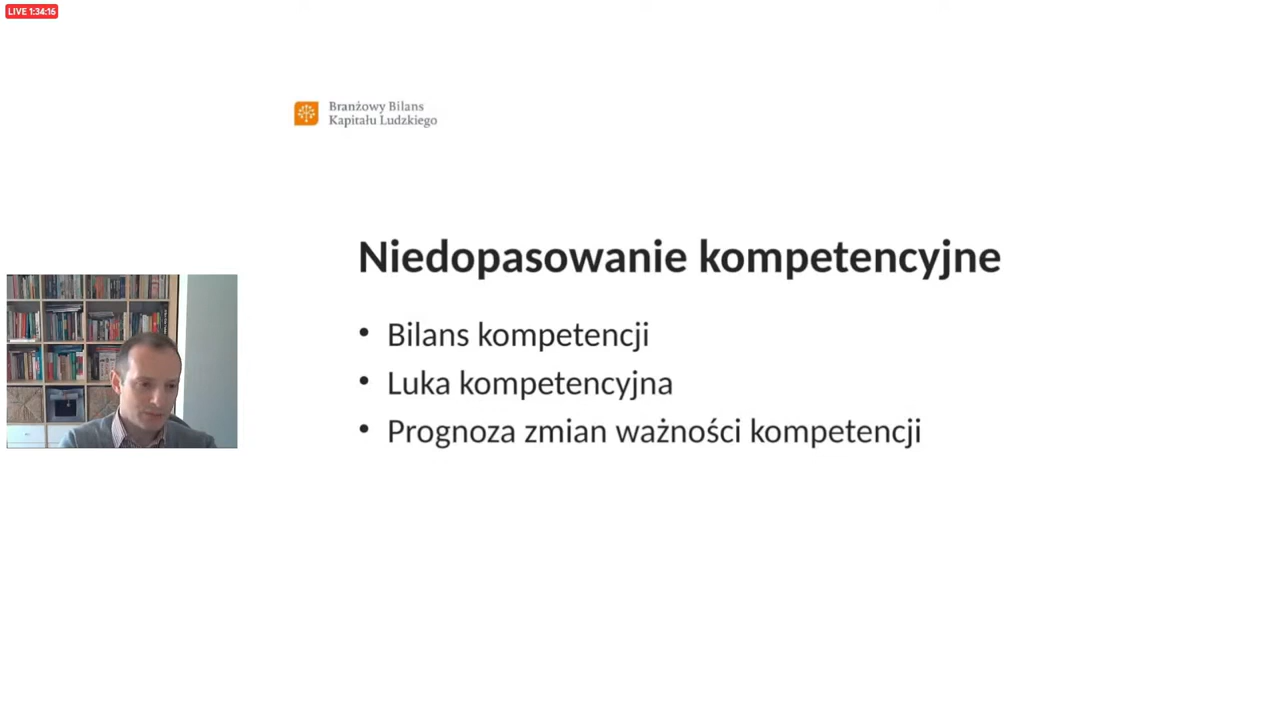 LIVE 1:34:16
Branżowy Bilans
Kapitału Ludzkiego
Niedopasowanie kompetencyjne
• Bilans kompetencji
• Luka kompetencyjna
• Prognoza zmian ważności kompetencji